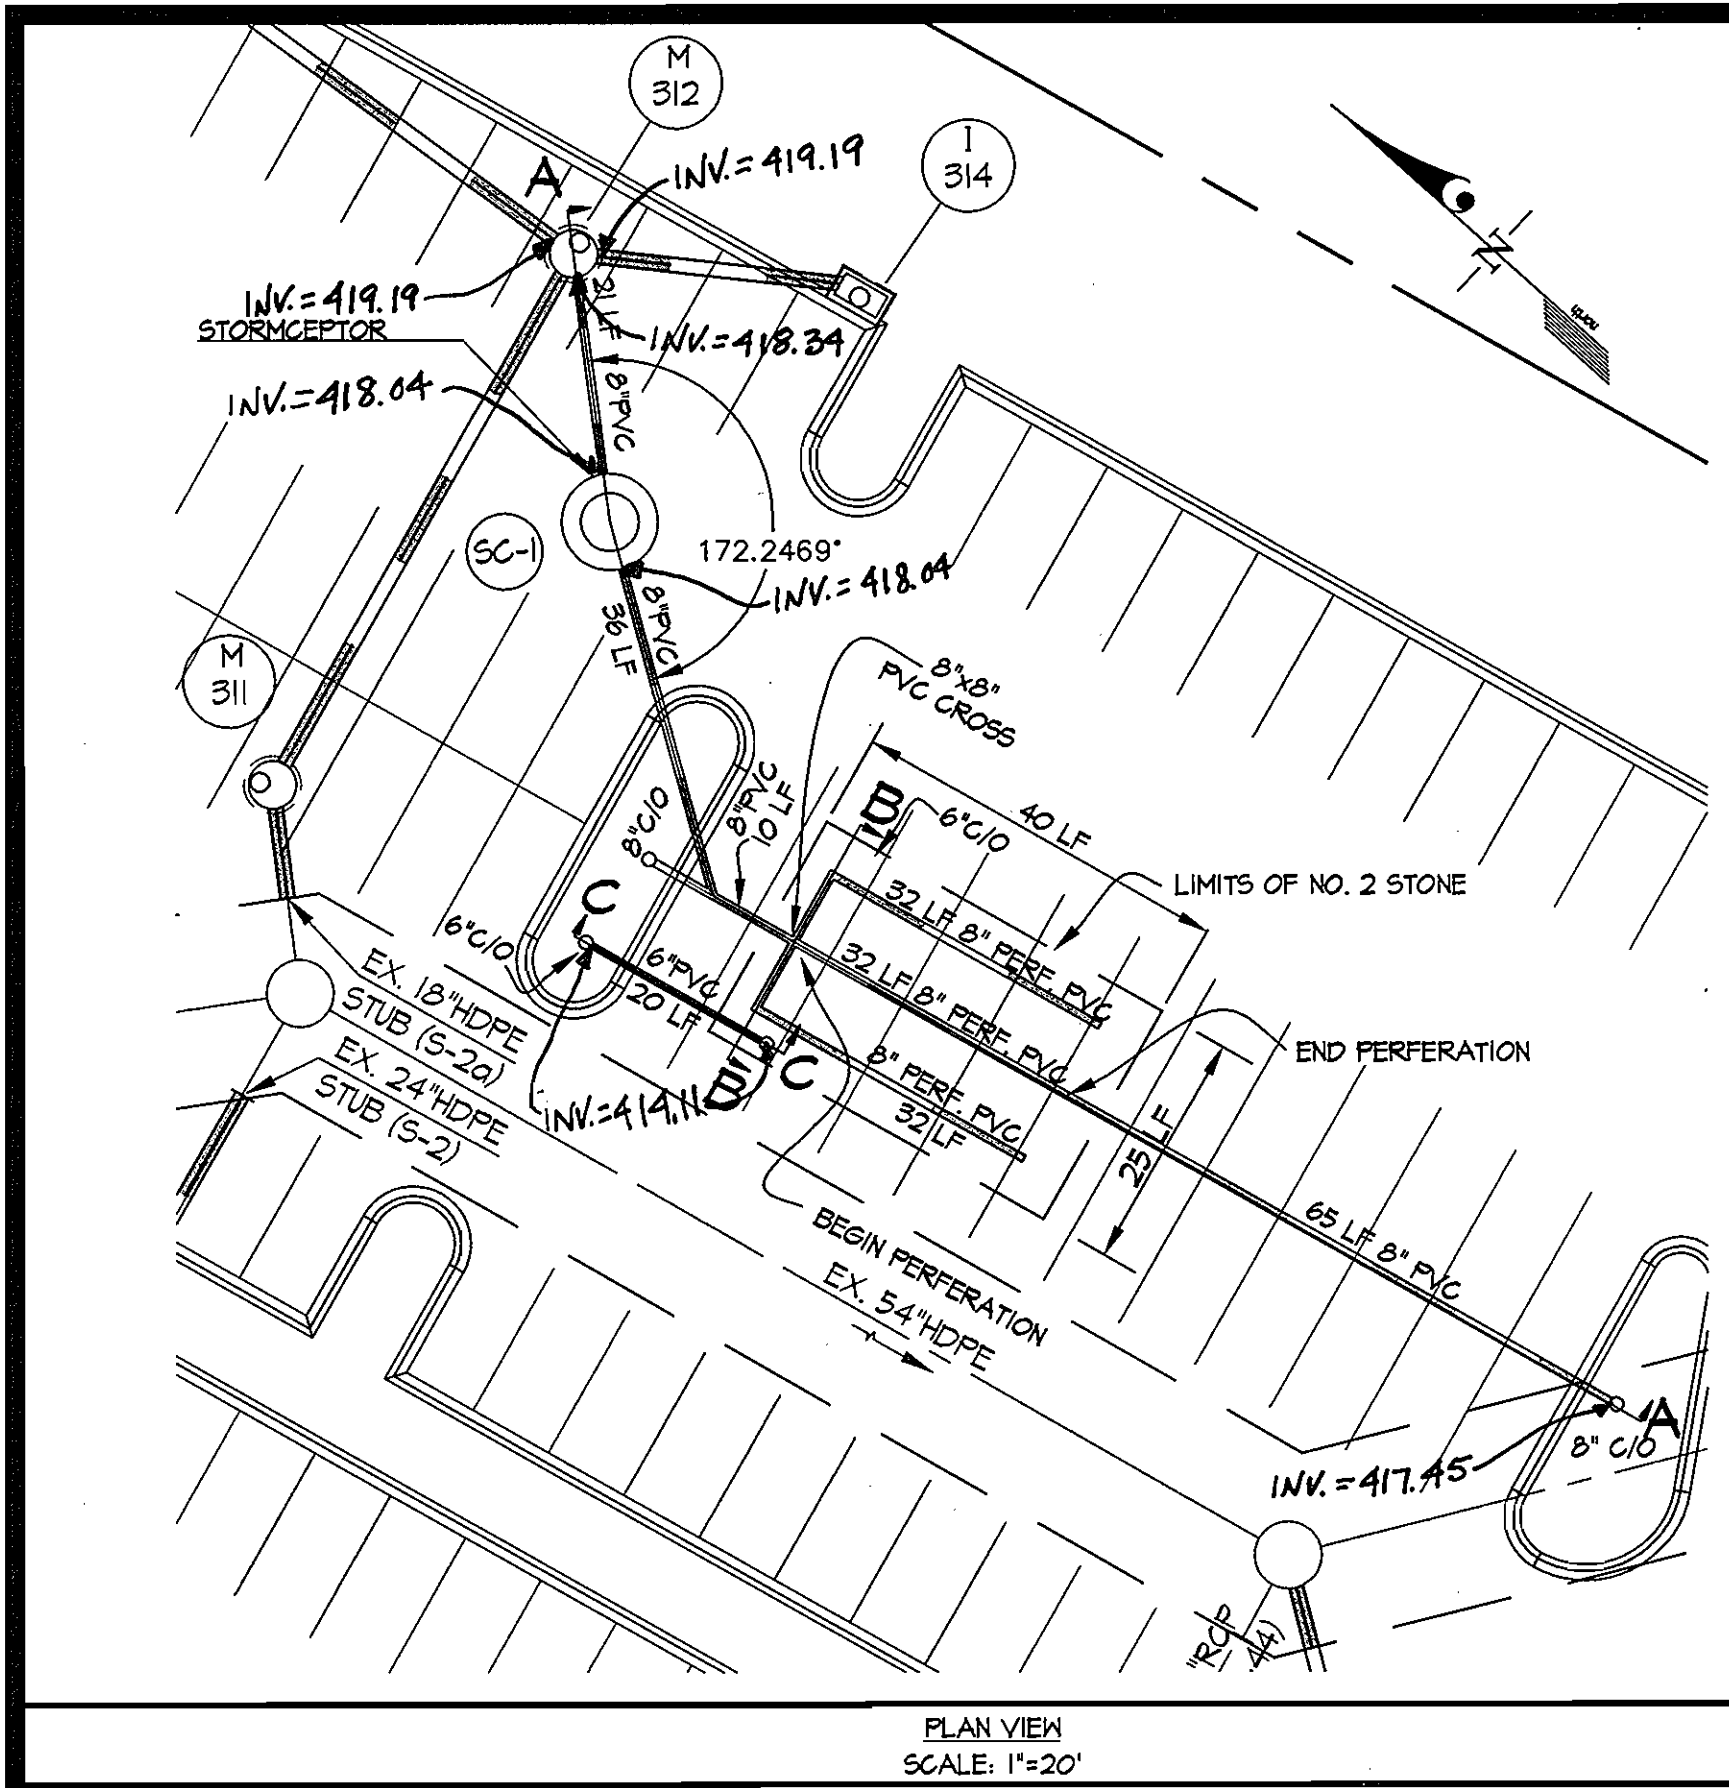 M
312
I
314
A
INV.=419.19
INV.=419.19
STORMCEPTOR
21 LF
8"PVC
INV.=418.34
INV.=418.04
N
north
SC-1
172.2469°
INV.=418.04
8"PVC
36 LF
M
311
8"x8"
PVC CROSS
8"C/O
8"PVC
10 LF
B
6"C/O
40 LF
LIMITS OF NO. 2 STONE
C
6"C/O
32 LF 8" PERF. PVC
6"PVC
20 LF
32 LF 8" PERF. PVC
EX. 18"HDPE
STUB (S-2a)
EX. 24"HDPE
STUB (S-2)
END PERFERATION
8" PERF. PVC
32 LF
INV.=414.11
B
C
25 LF
BEGIN PERFERATION
EX. 54"HDPE
65 LF 8" PVC
A
8" C/O
INV.=417.45
"RCP
44)
PLAN VIEW
SCALE: 1"=20'